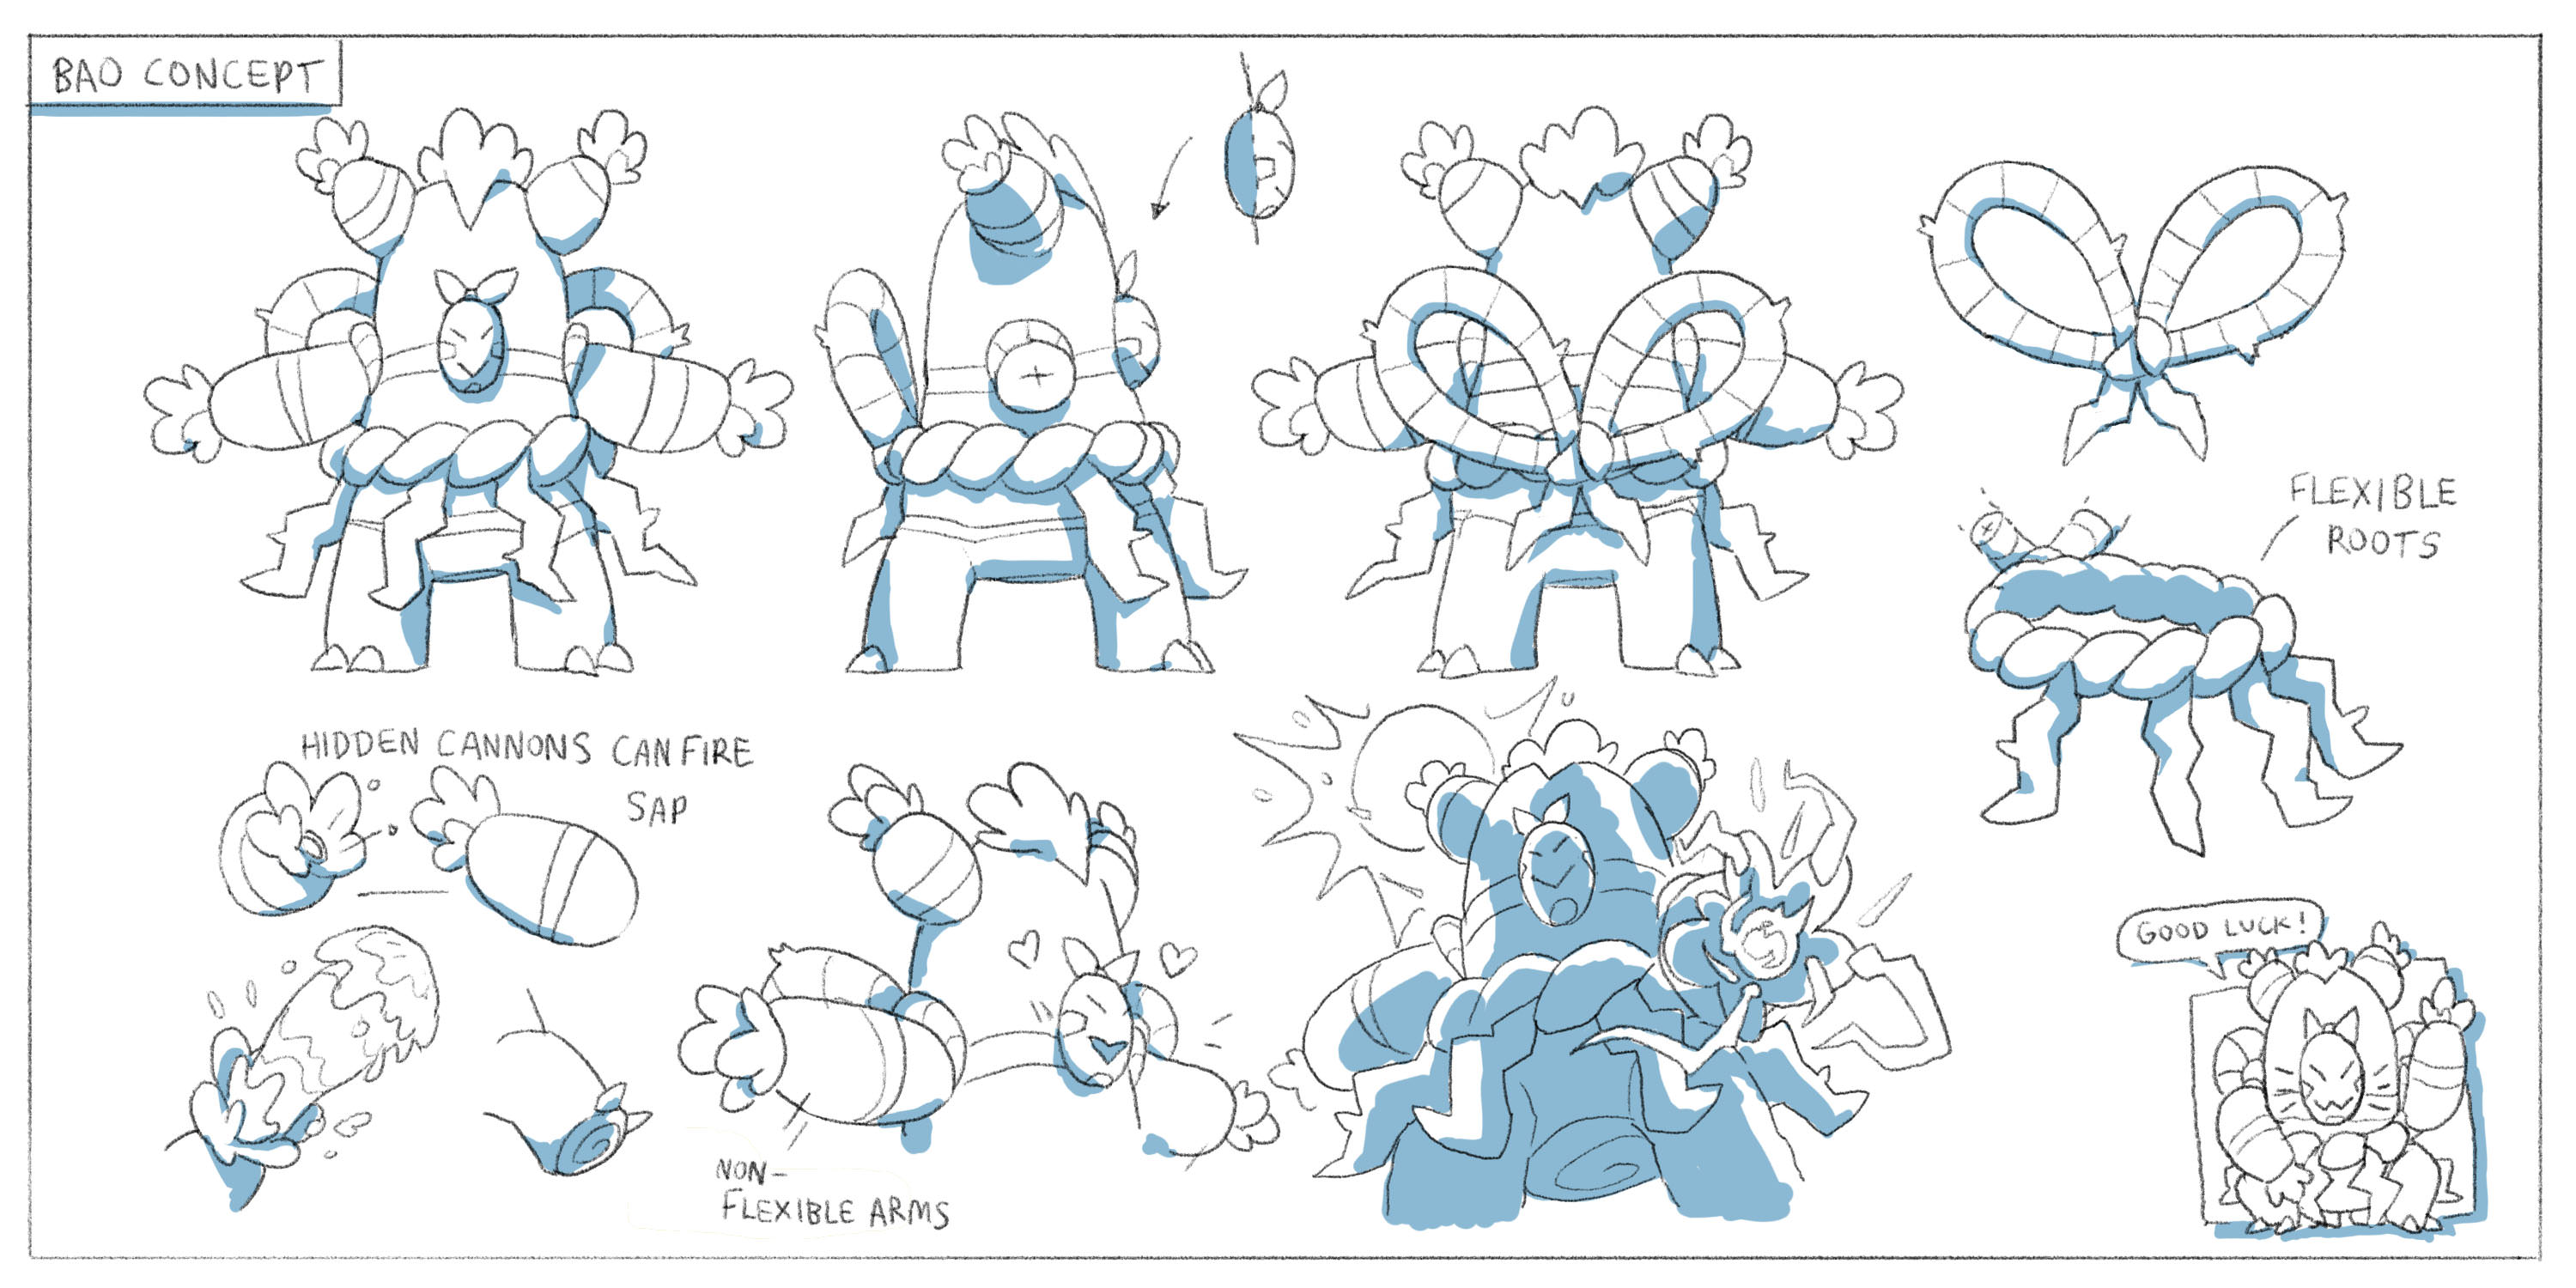 BAO CONCEPT
FLEXIBLE
ROOTS
HIDDEN CANNONS CAN FIRE
SAP
NON-
FLEXIBLE ARMS
GOOD LUCK!